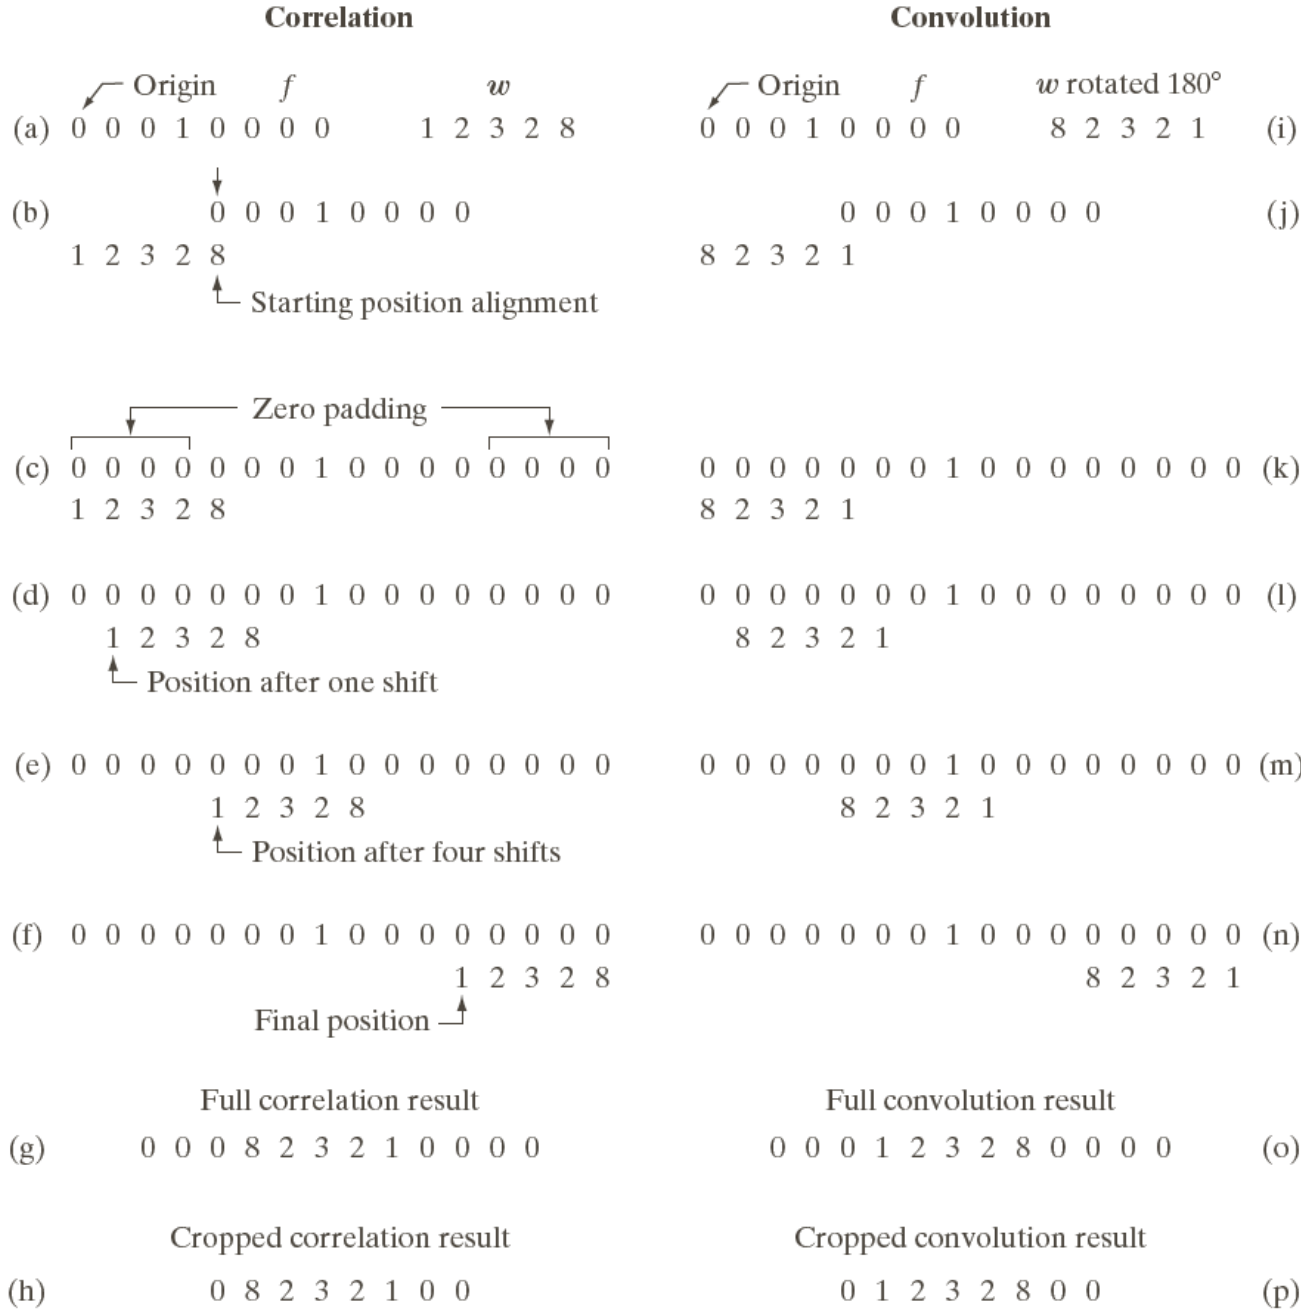 Correlation Convolution
Origin f w Origin f w rotated 180°
(a) 0 0 0 1 0 0 0 0 1 2 3 2 8 0 0 0 1 0 0 0 0 8 2 3 2 1 (i)
(b) 0 0 0 1 0 0 0 0 0 0 0 1 0 0 0 0 (j)
1 2 3 2 8 8 2 3 2 1
Starting position alignment
Zero padding
(c) 0 0 0 0 0 0 0 1 0 0 0 0 0 0 0 0 0 0 0 0 0 0 0 1 0 0 0 0 0 0 0 0 (k)
1 2 3 2 8 8 2 3 2 1
(d) 0 0 0 0 0 0 0 1 0 0 0 0 0 0 0 0 0 0 0 0 0 0 0 1 0 0 0 0 0 0 0 0 (l)
1 2 3 2 8 8 2 3 2 1
Position after one shift
(e) 0 0 0 0 0 0 0 1 0 0 0 0 0 0 0 0 0 0 0 0 0 0 0 1 0 0 0 0 0 0 0 0 (m)
1 2 3 2 8 8 2 3 2 1
Position after four shifts
(f) 0 0 0 0 0 0 0 1 0 0 0 0 0 0 0 0 0 0 0 0 0 0 0 1 0 0 0 0 0 0 0 0 (n)
1 2 3 2 8 8 2 3 2 1
Final position
Full correlation result Full convolution result
(g) 0 0 0 8 2 3 2 1 0 0 0 0 0 0 0 1 2 3 2 8 0 0 0 0 (o)
Cropped correlation result Cropped convolution result
(h) 0 8 2 3 2 1 0 0 0 1 2 3 2 8 0 0 (p)